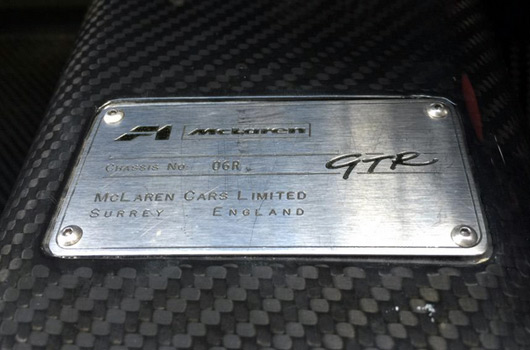 F1 McLaren
CHASSIS No 06R GTR
McLAREN CARS LIMITED
SURREY ENGLAND